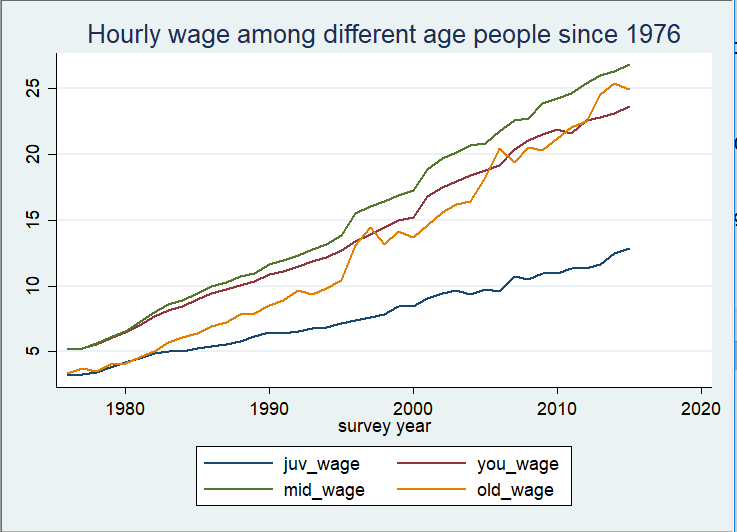 Hourly wage among different age people since 1976
25
20
15
10
5
1980 1990 2000 2010 2020
survey year
juv_wage you_wage
mid_wage old_wage